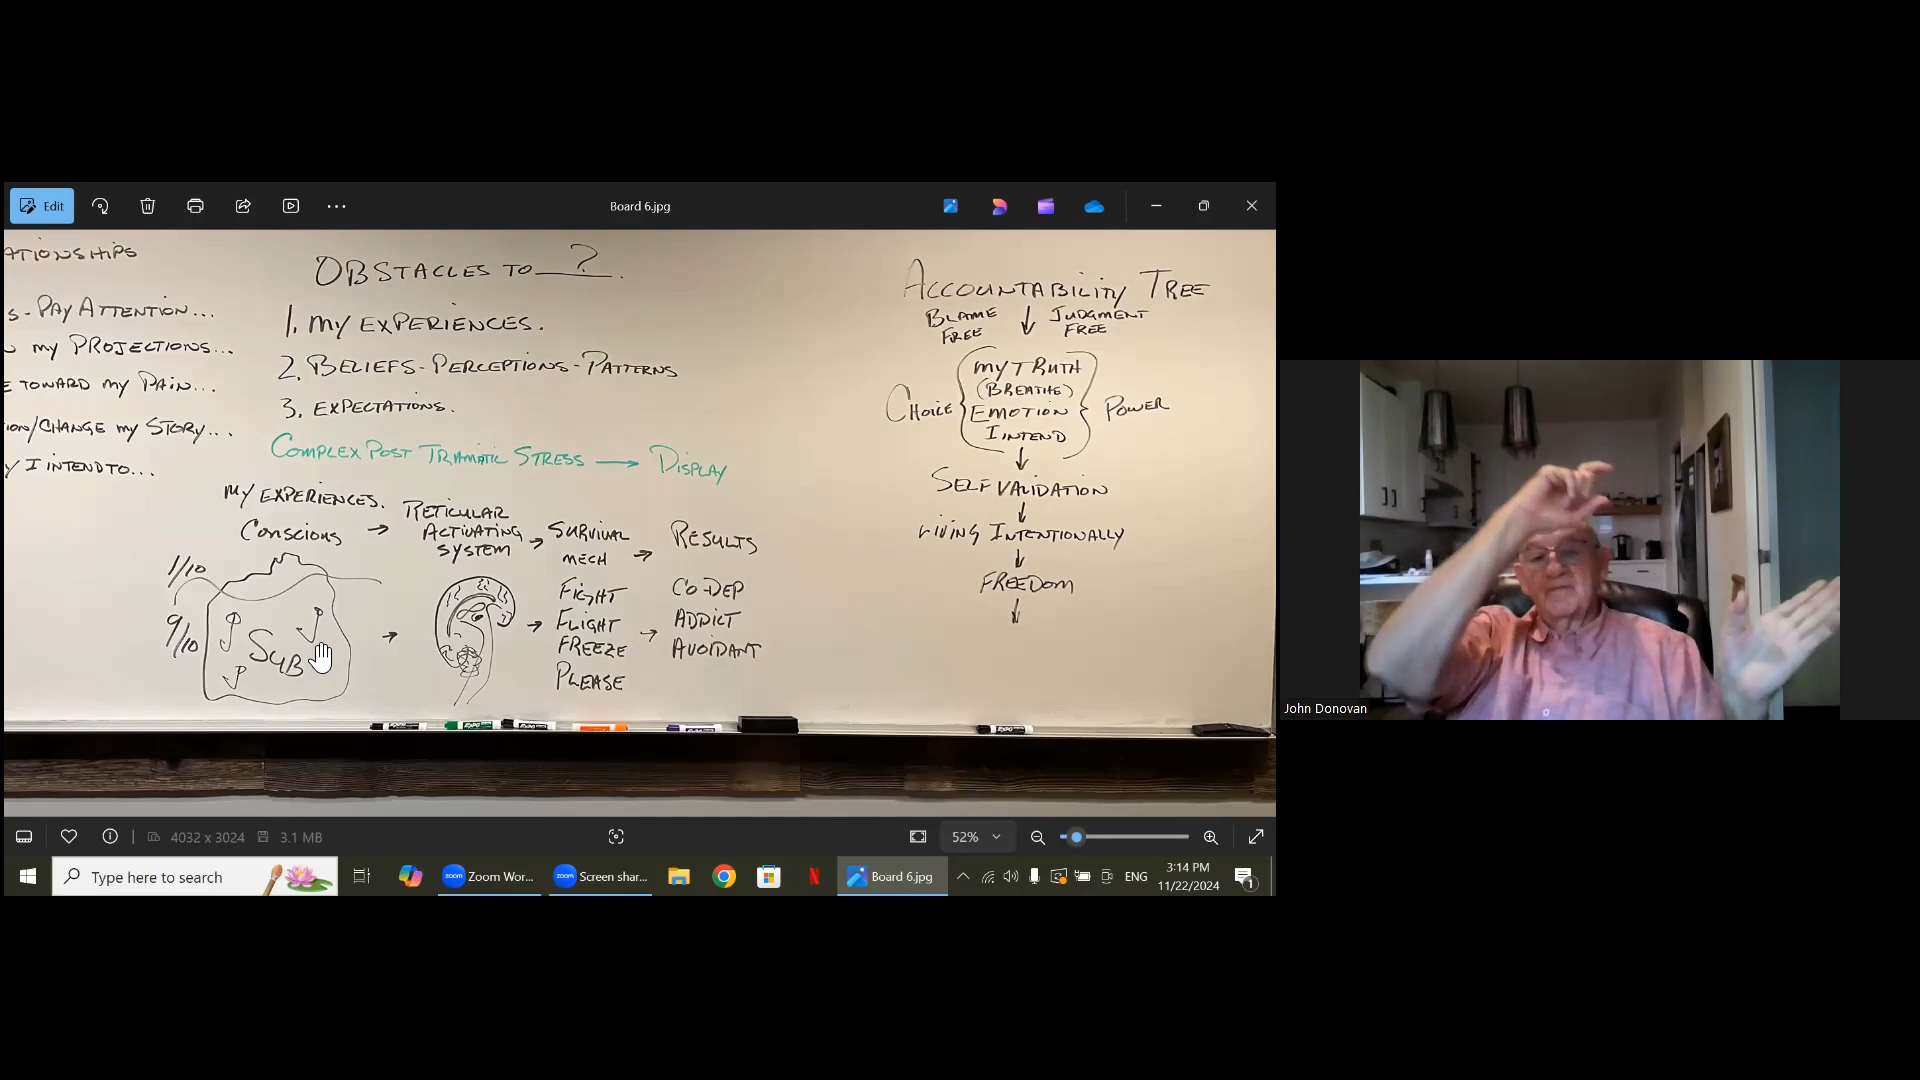 Edit
Board 6.jpg
ATIONSHIPS
S-PAY ATTENTION...
MY PROJECTIONS...
E TOWARD MY PAIN...
ION/CHANGE MY STORY...
Y I INTEND TO...
OBSTACLES TO ? .
1. MY EXPERIENCES.
2. BELIEFS-PERCEPTIONS-PATTERNS
3. EXPECTATIONS.
COMPLEX POST TRAMATIC STRESS → DISPLAY
MY EXPERIENCES.
CONSCIOUS → RETICULAR ACTIVATING SYSTEM → SURVIVAL MECH → RESULTS
1/10
9/10
SUB
FIGHT
FLIGHT
FREEZE
PLEASE
CO-DEP
ADDICT
AVOIDANT
ACCOUNTABILITY TREE
BLAME FREE ↓ JUDGMENT FREE
MY TRUTH
(BREATHE)
CHOICE { EMOTION } POWER
INTEND
SELF VALIDATION
LIVING INTENTIONALLY
FREEDOM
EXPO
4032 x 3024
3.1 MB
52%
Type here to search
zoom
Zoom Wor...
zoom
Screen shar...
Board 6.jpg
ENG
3:14 PM
11/22/2024
1
John Donovan